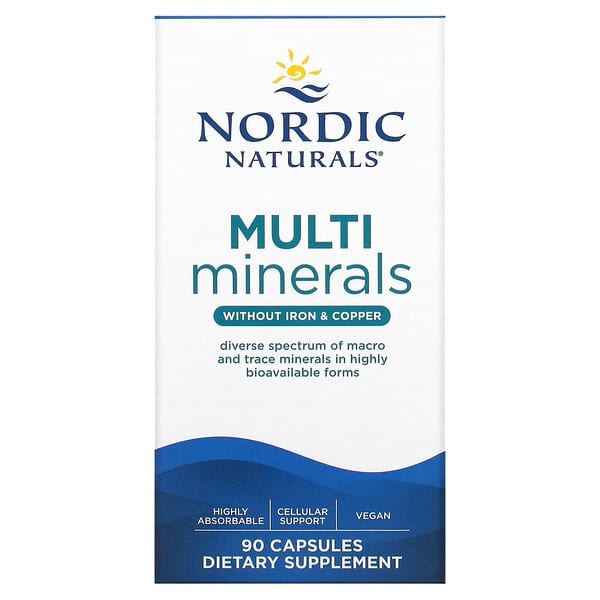 NORDIC
NATURALS®
MULTI
minerals
WITHOUT IRON & COPPER
diverse spectrum of macro
and trace minerals in highly
bioavailable forms
HIGHLY
ABSORBABLE
CELLULAR
SUPPORT
VEGAN
90 CAPSULES
DIETARY SUPPLEMENT